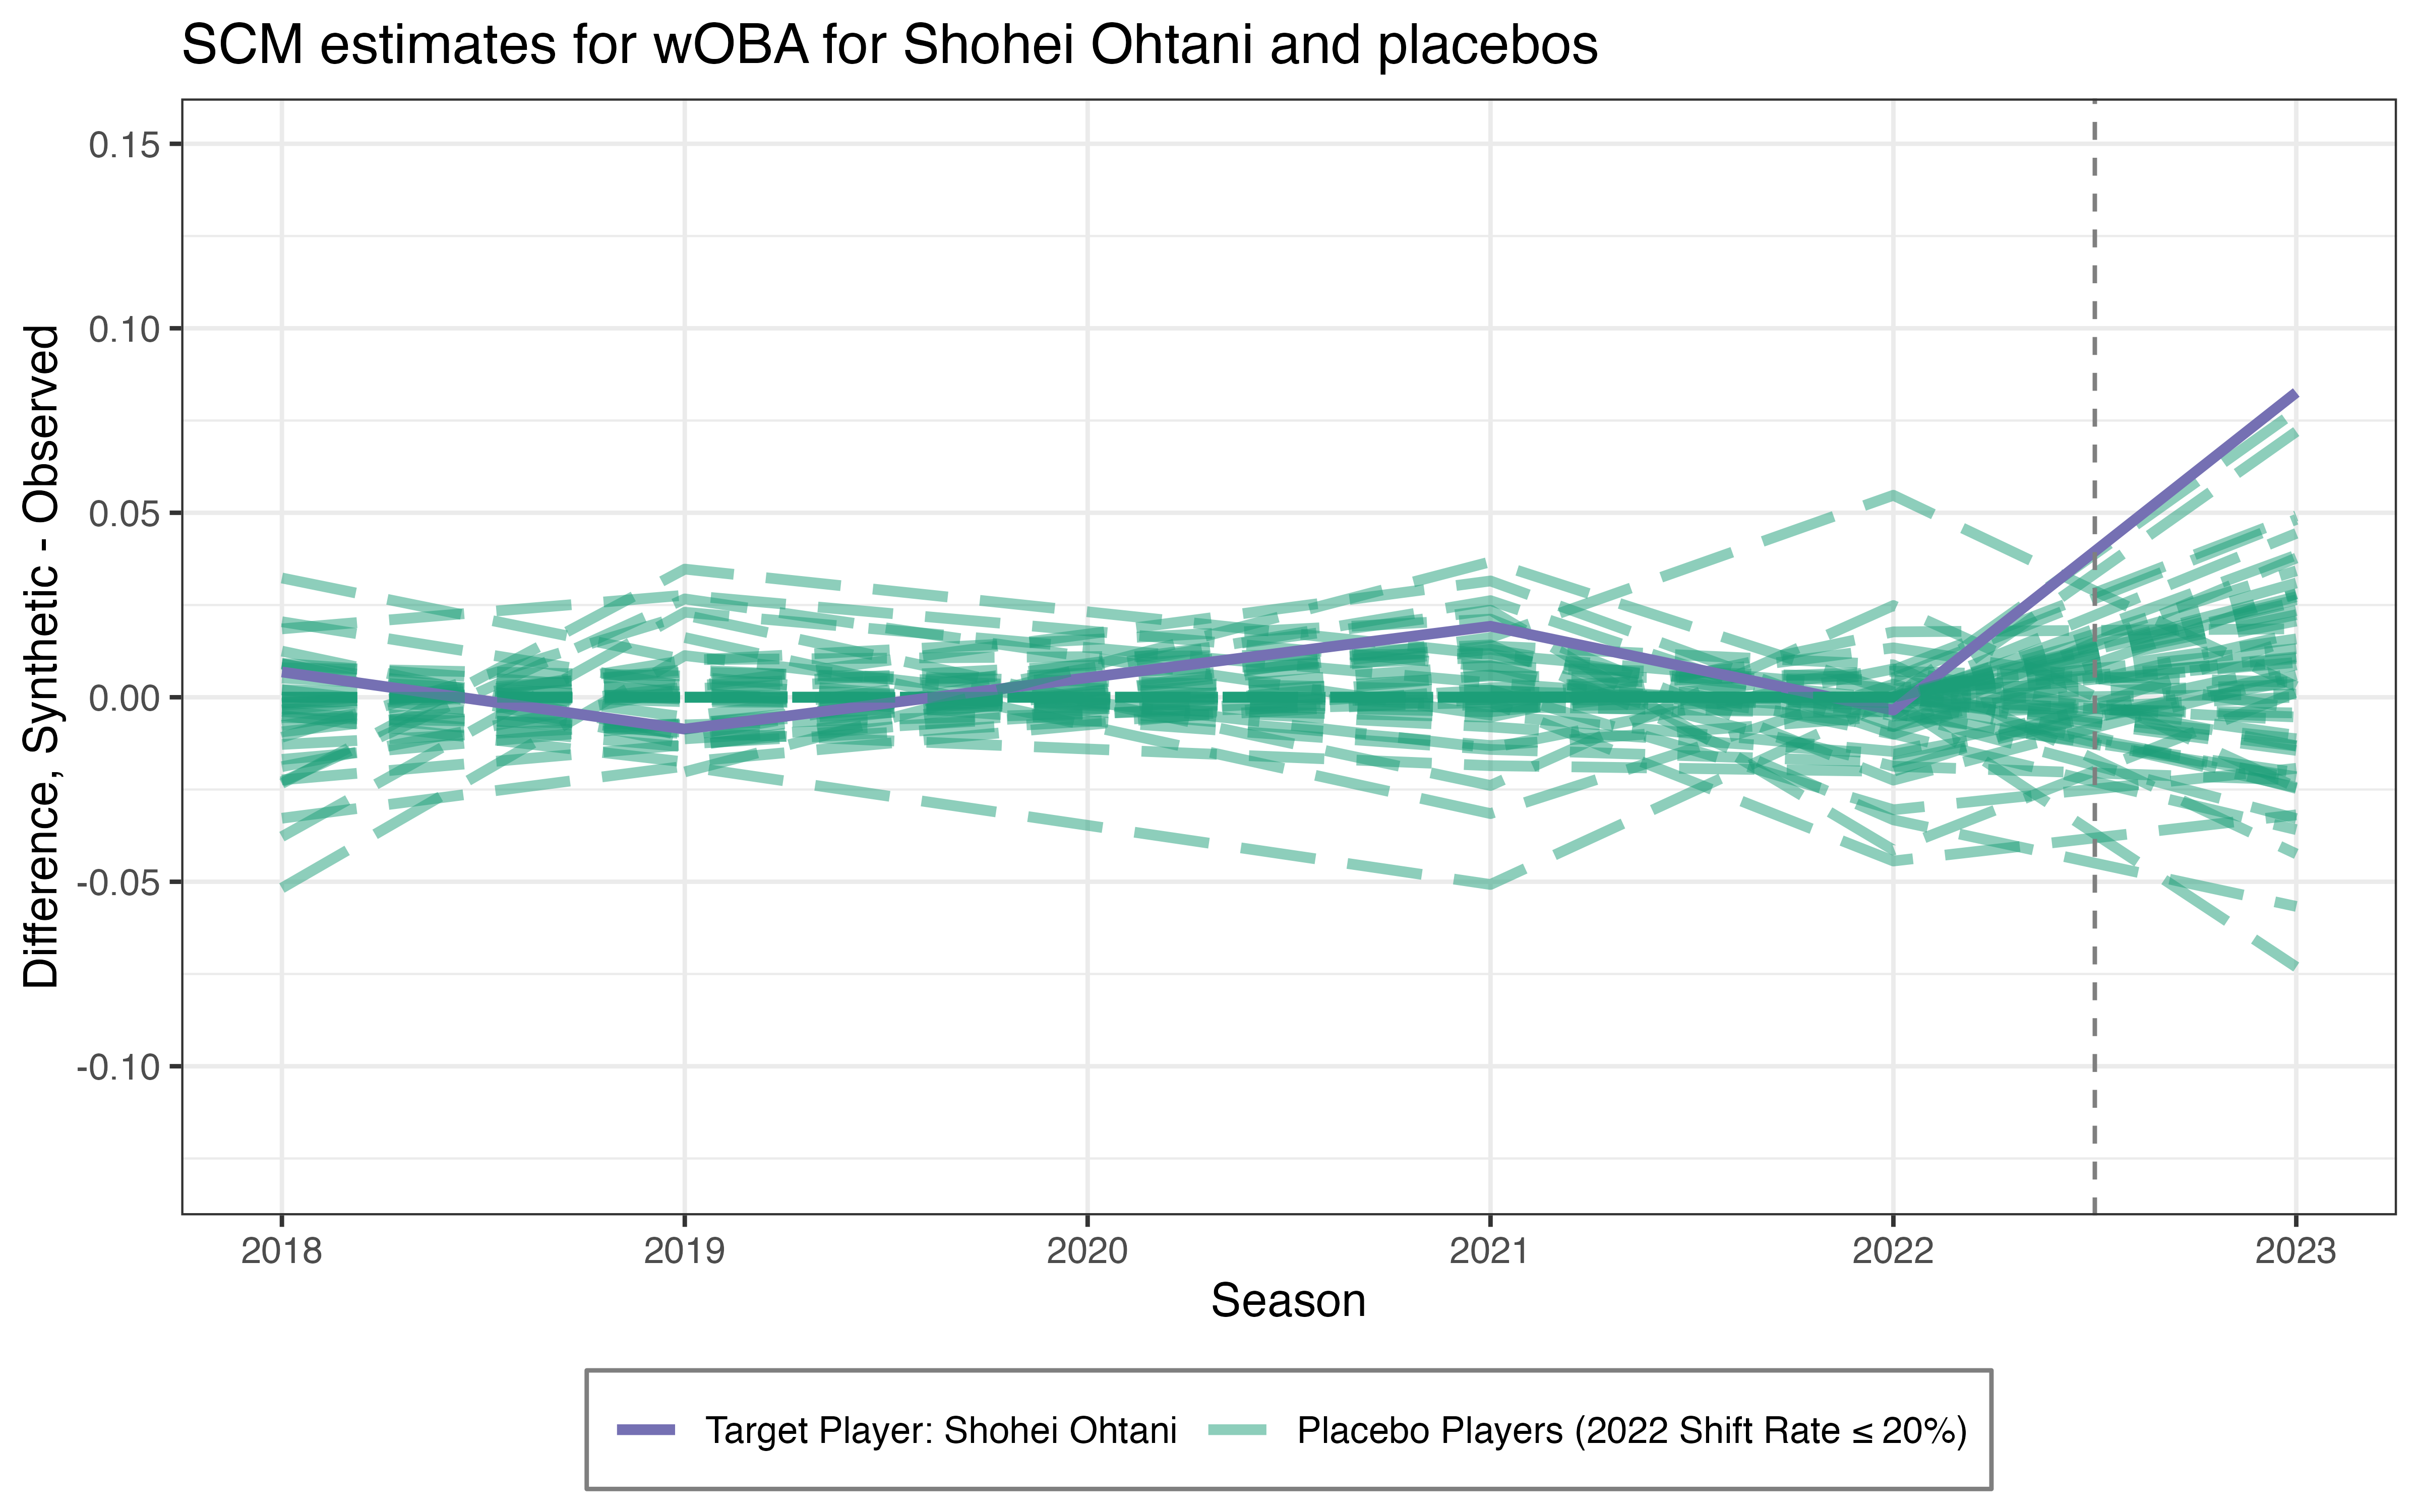 SCM estimates for wOBA for Shohei Ohtani and placebos
Difference, Synthetic - Observed
0.15
0.10
0.05
0.00
-0.05
-0.10
2018 2019 2020 2021 2022 2023
Season
Target Player: Shohei Ohtani Placebo Players (2022 Shift Rate ≤ 20%)